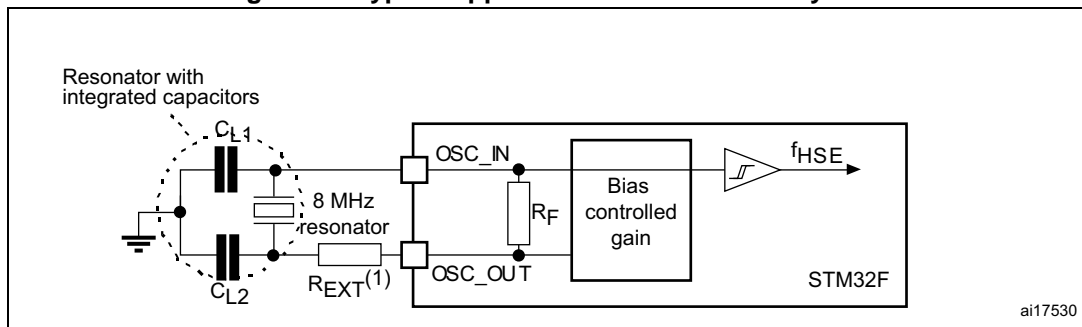 Resonator with
integrated capacitors
CL1
OSC_IN
fHSE
8 MHz
resonator
RF
Bias
controlled
gain
REXT(1)
OSC_OUT
STM32F
CL2
ai17530